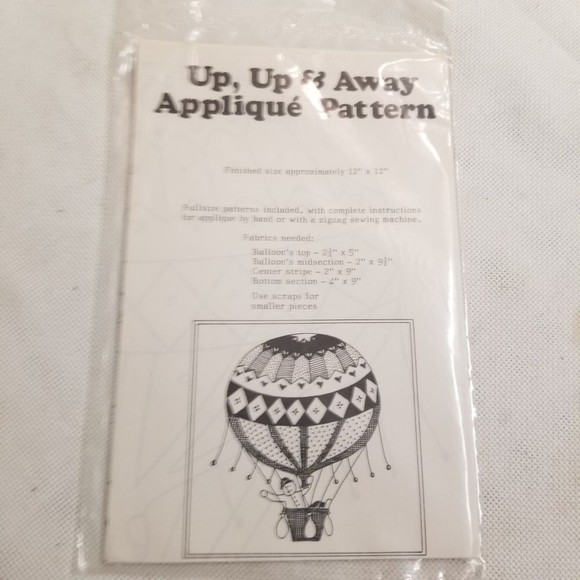 Up, Up & Away
Appliqué Pattern
Finished size approximately 12" x 12"
Fullsize patterns included, with complete instructions
for applique by hand or with a zigzag sewing machine.
Fabrics needed:
Balloon's top - 2½" x 5"
Balloon's midsection - 2" x 9½"
Center stripe - 2" x 9"
Bottom section - 4" x 9"
Use scraps for
smaller pieces